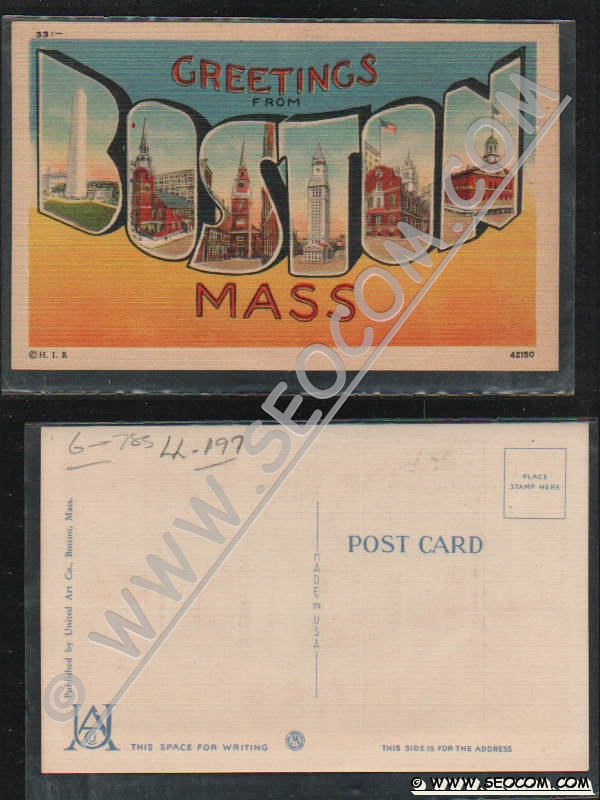 33:-
GREETINGS
FROM
BOSTON
MASS
© H. I. R
42150
© WWW.SEOCOM.COM
6-785 LL-197
PLACE
STAMP HERE
Published by United Art Co., Boston, Mass.
MADE IN USA
POST CARD
UA
THIS SPACE FOR WRITING
THIS SIDE IS FOR THE ADDRESS
© WWW.SEOCOM.COM